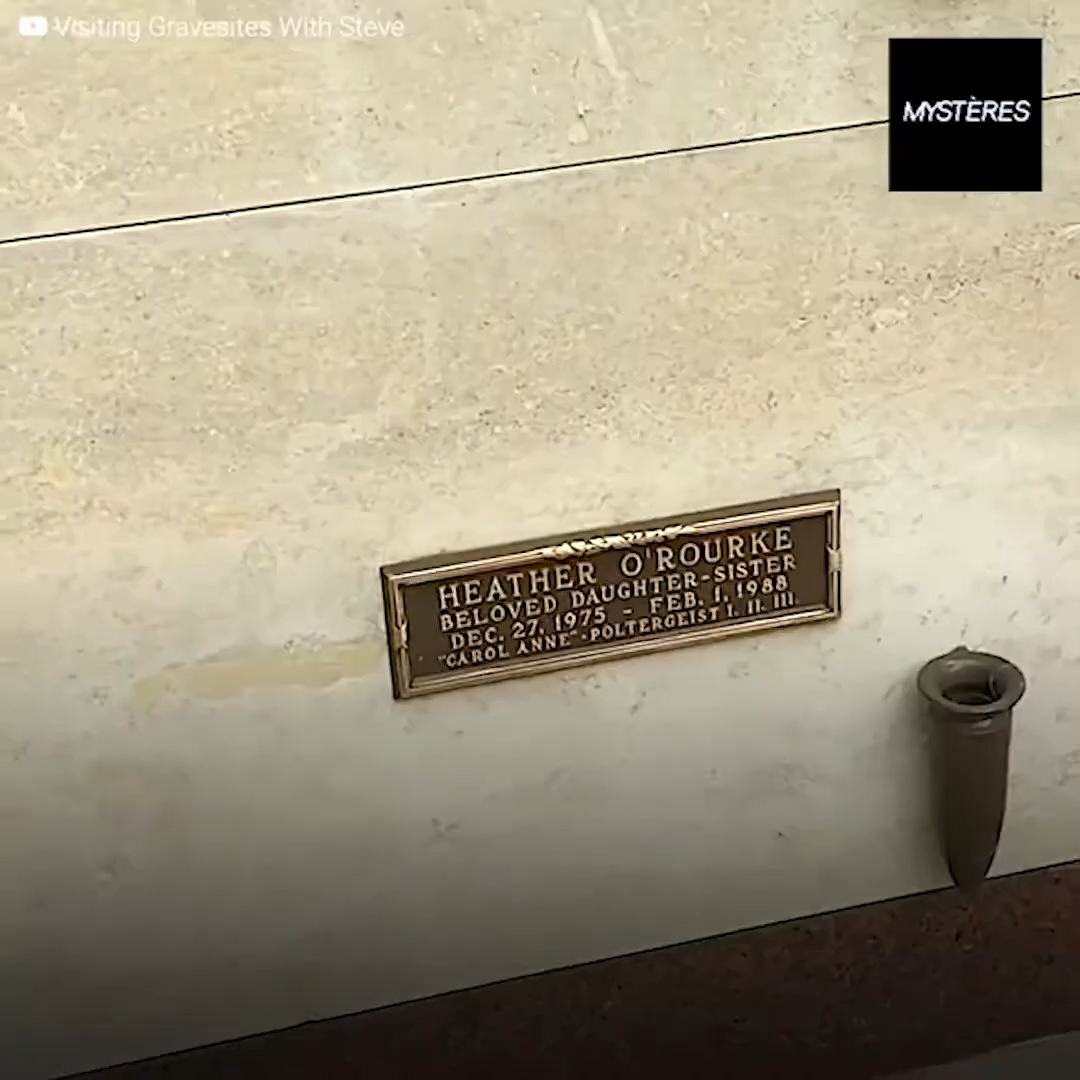 Visiting Gravesites With Steve
MYSTÈRES
HEATHER O'ROURKE
BELOVED DAUGHTER-SISTER
DEC. 27, 1975 - FEB. 1, 1988
"CAROL ANNE"-POLTERGEIST I. II. III.